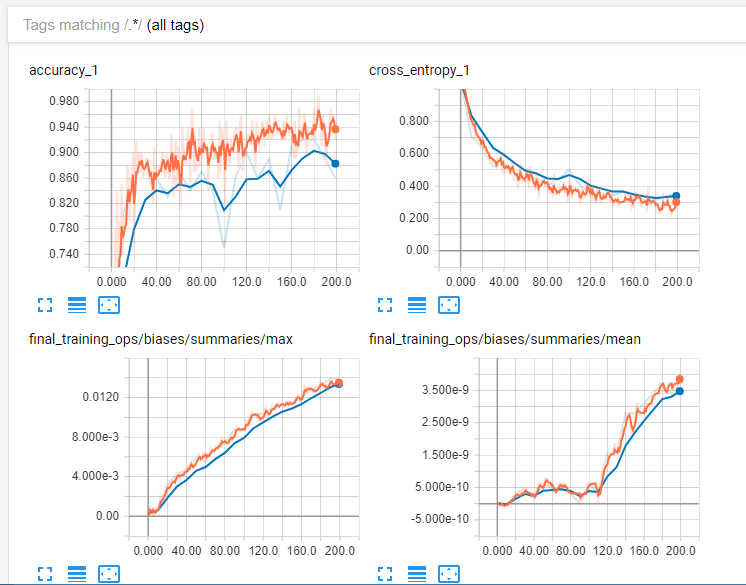 Tags matching /.*/ (all tags)
accuracy_1
cross_entropy_1
0.980
0.940
0.900
0.860
0.820
0.780
0.740
0.000 40.00 80.00 120.0 160.0 200.0
0.800
0.600
0.400
0.200
0.00
0.000 40.00 80.00 120.0 160.0 200.0
final_training_ops/biases/summaries/max
final_training_ops/biases/summaries/mean
0.0120
8.000e-3
4.000e-3
0.00
0.000 40.00 80.00 120.0 160.0 200.0
3.500e-9
2.500e-9
1.500e-9
5.000e-10
-5.000e-10
0.000 40.00 80.00 120.0 160.0 200.0